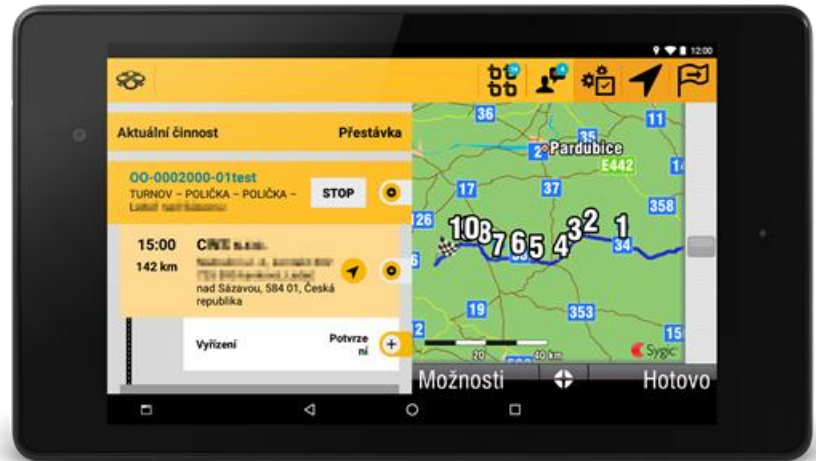 12:00
Aktuální činnost Přestávka
OO-0002000-01test
TURNOV – POLIČKA – POLIČKA –
STOP
15:00
142 km
nad Sázavou, 584 01, Česká
republika
Vyřízení
Potvrze
ní
36
11
35
2
Pardubice
E442
14
17
37
358
126
10 8 7 6 5 4 3 2 1
34
19
353
2
15
20 40 km
Sygic
Možnosti Hotovo